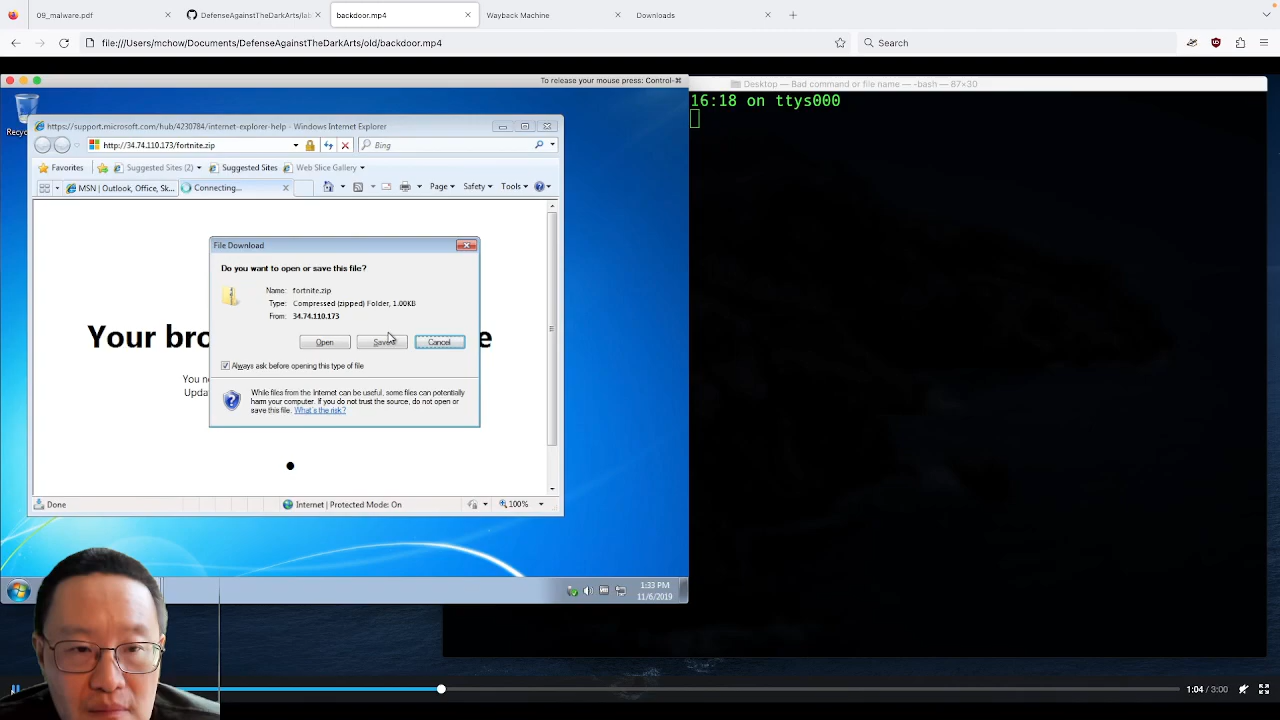 09_malware.pdf
DefenseAgainstTheDarkArts/la
backdoor.mp4
Wayback Machine
Downloads
file:///Users/mchow/Documents/DefenseAgainstTheDarkArts/old/backdoor.mp4
Search
To release your mouse press: Control-⌘
Desktop — Bad command or file name — -bash — 87×30
16:18 on ttys000
Recyc
https://support.microsoft.com/hub/4230784/internet-explorer-help - Windows Internet Explorer
http://34.74.110.173/fortnite.zip
Bing
Favorites
Suggested Sites (2)
Suggested Sites
Web Slice Gallery
MSN | Outlook, Office, Sk...
Connecting...
Page
Safety
Tools
File Download
Do you want to open or save this file?
Name: fortnite.zip
Type: Compressed (zipped) Folder, 1.00KB
From: 34.74.110.173
Your bro
e
Open
Save
Cancel
Always ask before opening this type of file
You n
Updat
While files from the Internet can be useful, some files can potentially
harm your computer. If you do not trust the source, do not open or
save this file. What's the risk?
Done
Internet | Protected Mode: On
100%
1:33 PM
11/6/2019
1:04 / 3:00